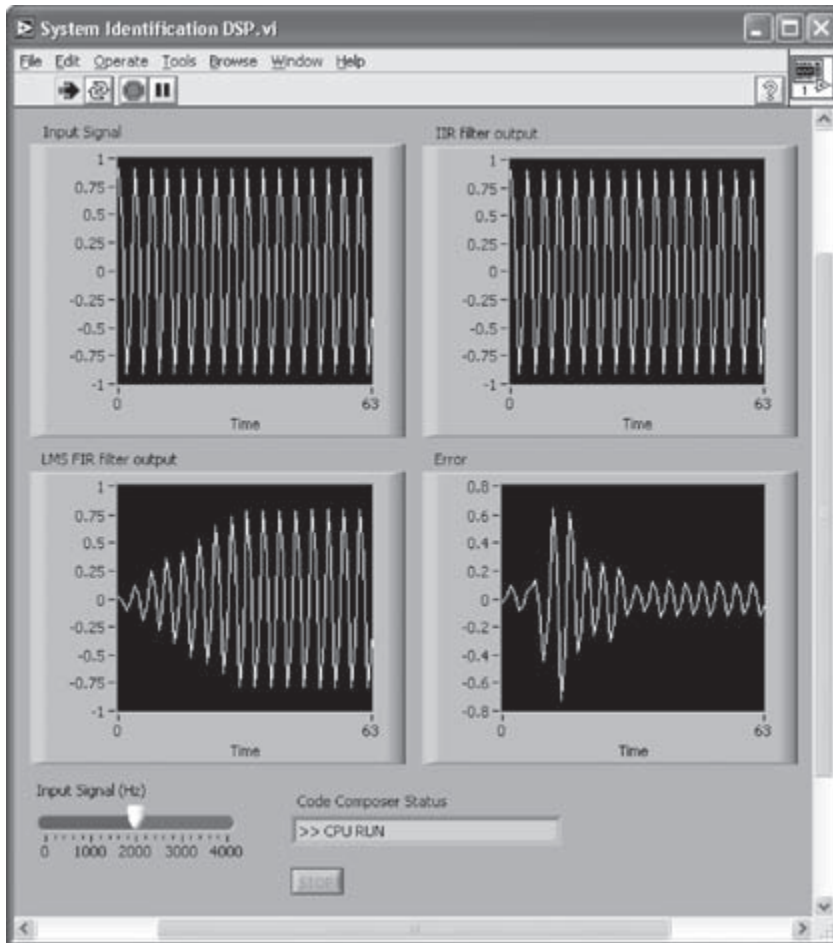 System Identification DSP.vi
File Edit Operate Tools Browse Window Help
1
Input Signal
1
0.75
0.5
0.25
0
-0.25
-0.5
-0.75
-1
0 63
Time
IIR filter output
1
0.75
0.5
0.25
0
-0.25
-0.5
-0.75
-1
0 63
Time
LMS FIR filter output
1
0.75
0.5
0.25
0
-0.25
-0.5
-0.75
-1
0 63
Time
Error
0.8
0.6
0.4
0.2
0
-0.2
-0.4
-0.6
-0.8
0 63
Time
Input Signal (Hz)
0 1000 2000 3000 4000
Code Composer Status
>> CPU RUN
STOP